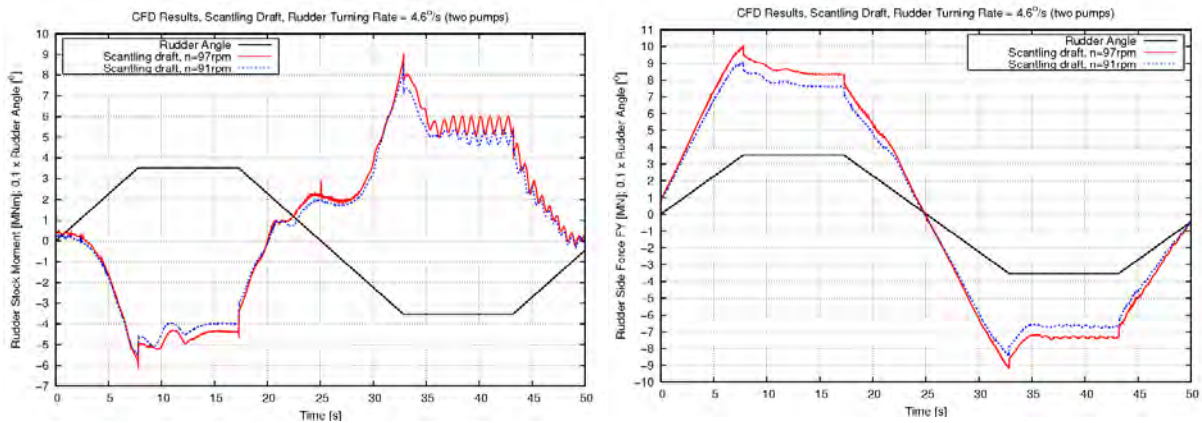 CFD Results, Scantling Draft, Rudder Turning Rate = 4.6°/s (two pumps)
Rudder Stock Moment [MNm]; 0.1 x Rudder Angle [°]
10
9
8
7
6
5
4
3
2
1
0
−1
−2
−3
−4
−5
−6
−7
Rudder Angle
Scantling draft, n=97rpm
Scantling draft, n=91rpm
0 5 10 15 20 25 30 35 40 45 50
Time [s]
CFD Results, Scantling Draft, Rudder Turning Rate = 4.6°/s (two pumps)
Rudder Side Force FY [MN]; 0.1 x Rudder Angle [°]
11
10
9
8
7
6
5
4
3
2
1
0
−1
−2
−3
−4
−5
−6
−7
−8
−9
−10
Rudder Angle
Scantling draft, n=97rpm
Scantling draft, n=91rpm
0 5 10 15 20 25 30 35 40 45 50
Time [s]